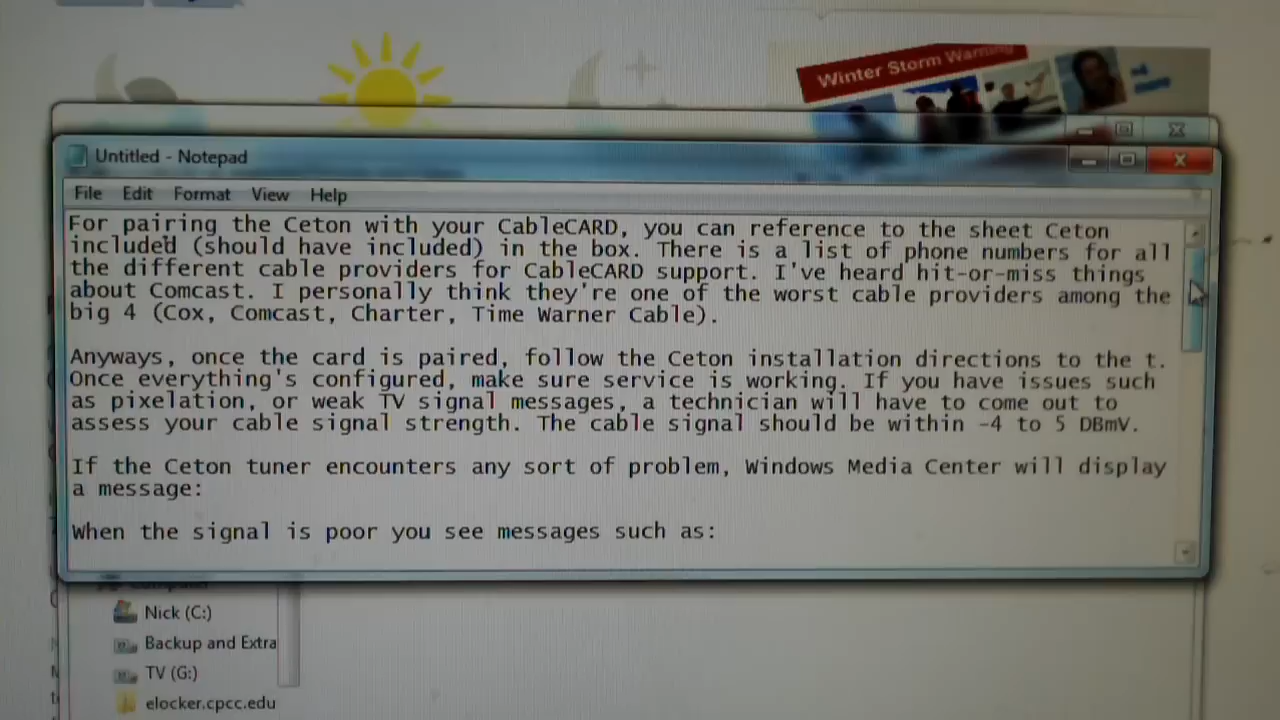 Winter Storm Warning
Untitled - Notepad
File Edit Format View Help
For pairing the Ceton with your CableCARD, you can reference to the sheet Ceton
included (should have included) in the box. There is a list of phone numbers for all
the different cable providers for CableCARD support. I've heard hit-or-miss things
about Comcast. I personally think they're one of the worst cable providers among the
big 4 (Cox, Comcast, Charter, Time Warner Cable).
Anyways, once the card is paired, follow the Ceton installation directions to the t.
Once everything's configured, make sure service is working. If you have issues such
as pixelation, or weak TV signal messages, a technician will have to come out to
assess your cable signal strength. The cable signal should be within -4 to 5 DBmV.
If the Ceton tuner encounters any sort of problem, Windows Media Center will display
a message:
When the signal is poor you see messages such as:
Nick (C:)
Backup and Extra
TV (G:)
elocker.cpcc.edu